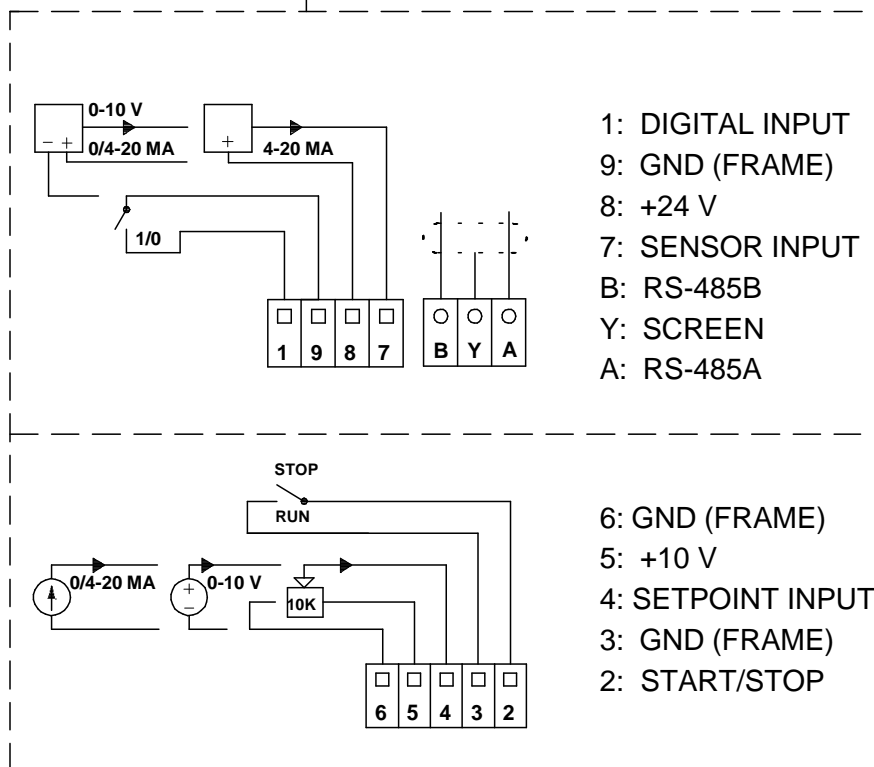 0-10 V
- +
0/4-20 MA
+
4-20 MA
1/0
1 9 8 7
B Y A
1: DIGITAL INPUT
9: GND (FRAME)
8: +24 V
7: SENSOR INPUT
B: RS-485B
Y: SCREEN
A: RS-485A
STOP
RUN
0/4-20 MA
+
-
0-10 V
10K
6 5 4 3 2
6: GND (FRAME)
5: +10 V
4: SETPOINT INPUT
3: GND (FRAME)
2: START/STOP